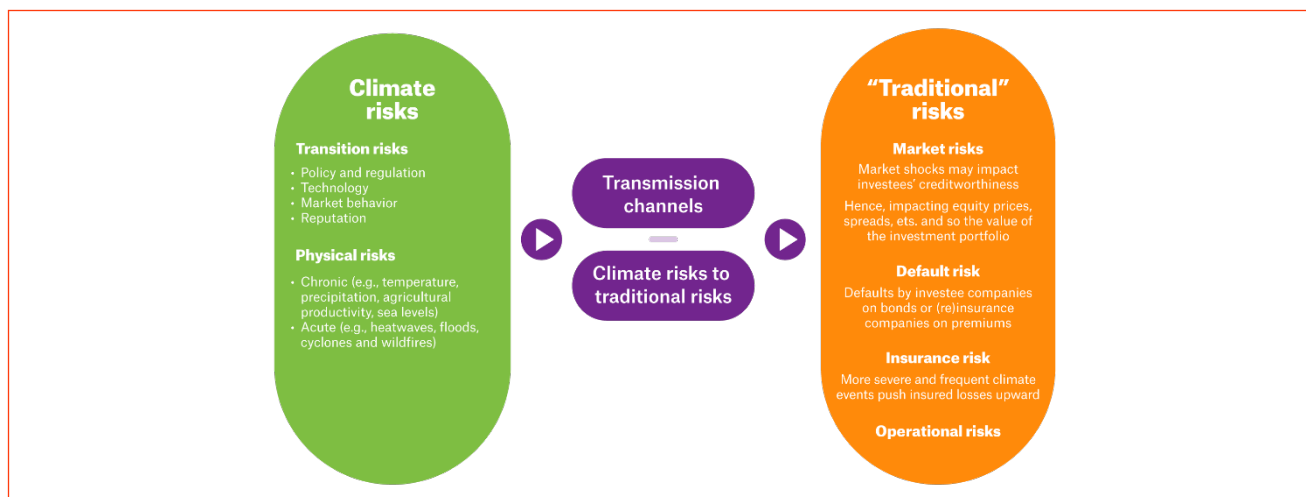 Climate
risks
Transition risks
• Policy and regulation
• Technology
• Market behavior
• Reputation
Physical risks
• Chronic (e.g., temperature,
precipitation, agricultural
productivity, sea levels)
• Acute (e.g., heatwaves, floods,
cyclones and wildfires)
Transmission
channels
Climate risks to
traditional risks
“Traditional”
risks
Market risks
Market shocks may impact
investees’ creditworthiness
Hence, impacting equity prices,
spreads, ets. and so the value of
the investment portfolio
Default risk
Defaults by investee companies
on bonds or (re)insurance
companies on premiums
Insurance risk
More severe and frequent climate
events push insured losses upward
Operational risks